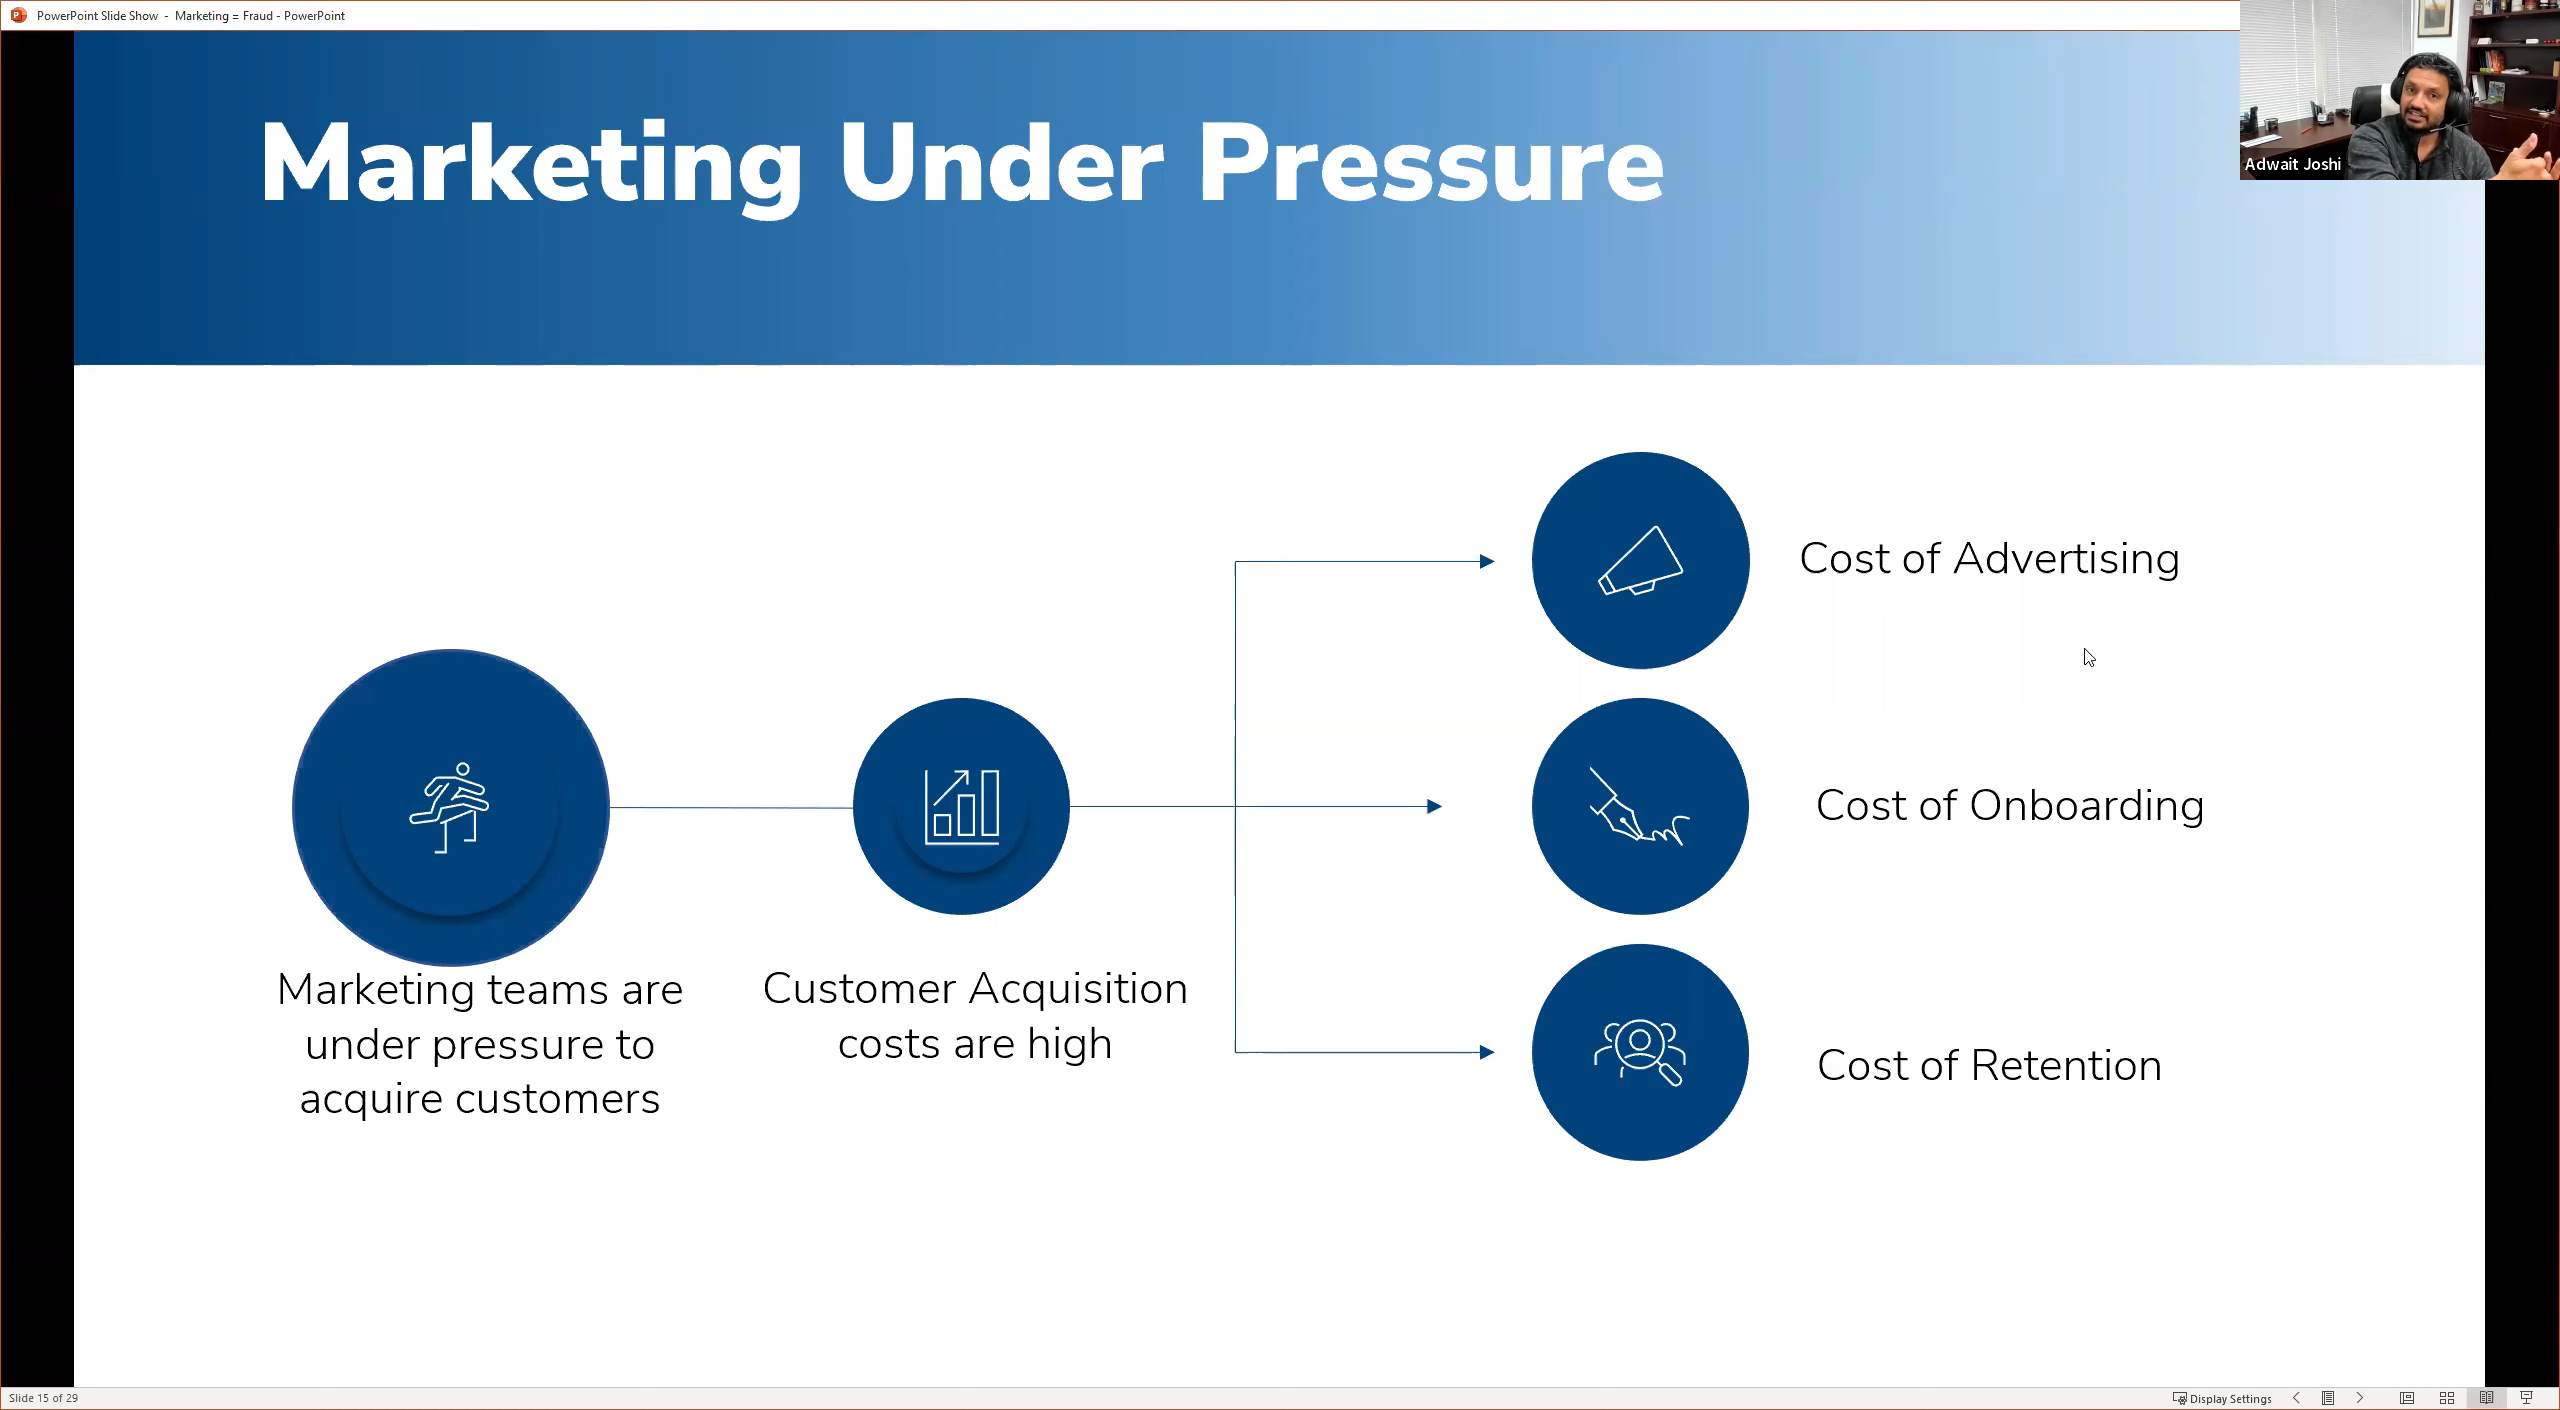 PowerPoint Slide Show - Marketing = Fraud - PowerPoint
Adwait Joshi
Marketing Under Pressure
Cost of Advertising
Cost of Onboarding
Marketing teams are
under pressure to
acquire customers
Customer Acquisition
costs are high
Cost of Retention
Slide 15 of 29
Display Settings